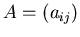 A = (a_{ij})